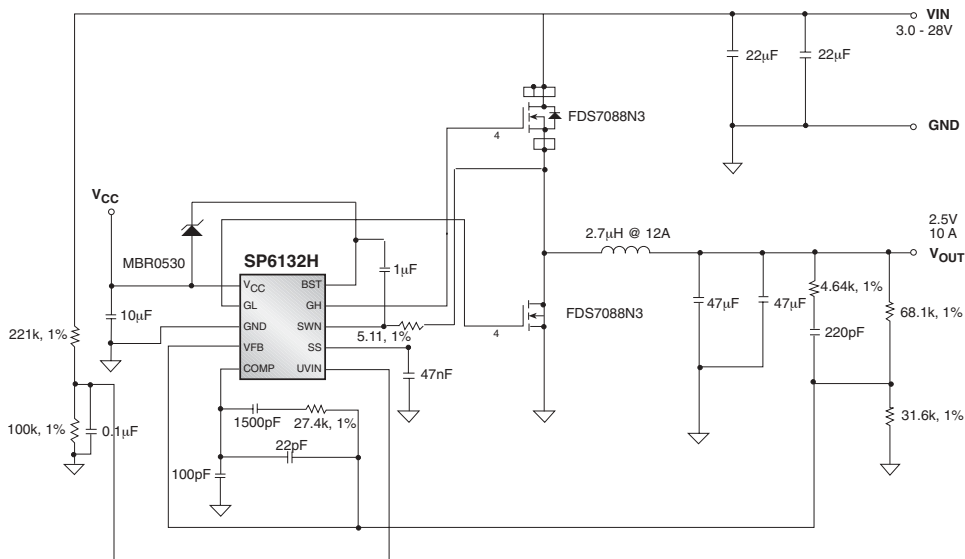 VIN
3.0 - 28V
22µF
22µF
FDS7088N3
4
GND
VCC
2.5V
10 A
2.7µH @ 12A
VOUT
MBR0530
SP6132H
1µF
VCC
BST
GL
GH
GND
SWN
VFB
SS
COMP
UVIN
10µF
5.11, 1%
4
FDS7088N3
47µF
47µF
4.64k, 1%
68.1k, 1%
220pF
221k, 1%
47nF
100k, 1%
0.1µF
1500pF
27.4k, 1%
22pF
100pF
31.6k, 1%